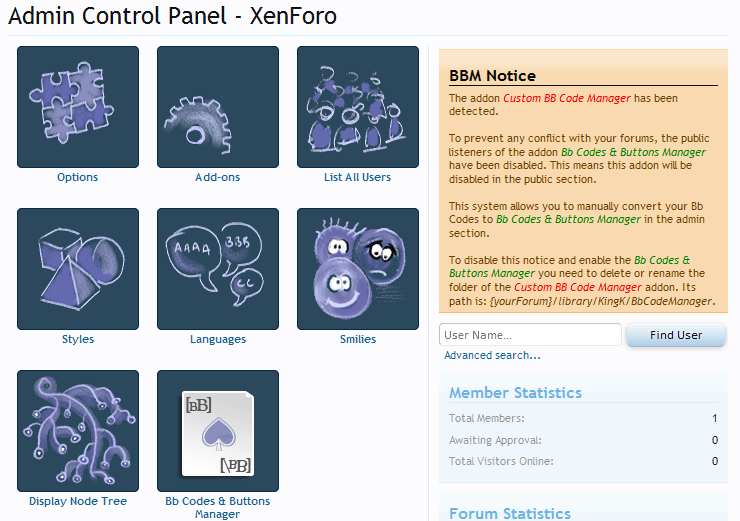 Admin Control Panel - XenForo
Options
Add-ons
List All Users
AAAA
BBB
CC
Styles
Languages
Smilies
[BB]
[\BB]
Display Node Tree
Bb Codes & Buttons
Manager
BBM Notice
The addon Custom BB Code Manager has been
detected.
To prevent any conflict with your forums, the public
listeners of the addon Bb Codes & Buttons Manager
have been disabled. This means this addon will be
disabled in the public section.
This system allows you to manually convert your Bb
Codes to Bb Codes & Buttons Manager in the admin
section.
To disable this notice and enable the Bb Codes &
Buttons Manager you need to delete or rename the
folder of the Custom BB Code Manager addon. Its
path is: {yourForum}/library/KingK/BbCodeManager.
User Name...
Find User
Advanced search...
Member Statistics
Total Members: 1
Awaiting Approval: 0
Total Visitors Online: 0
Forum Statistics